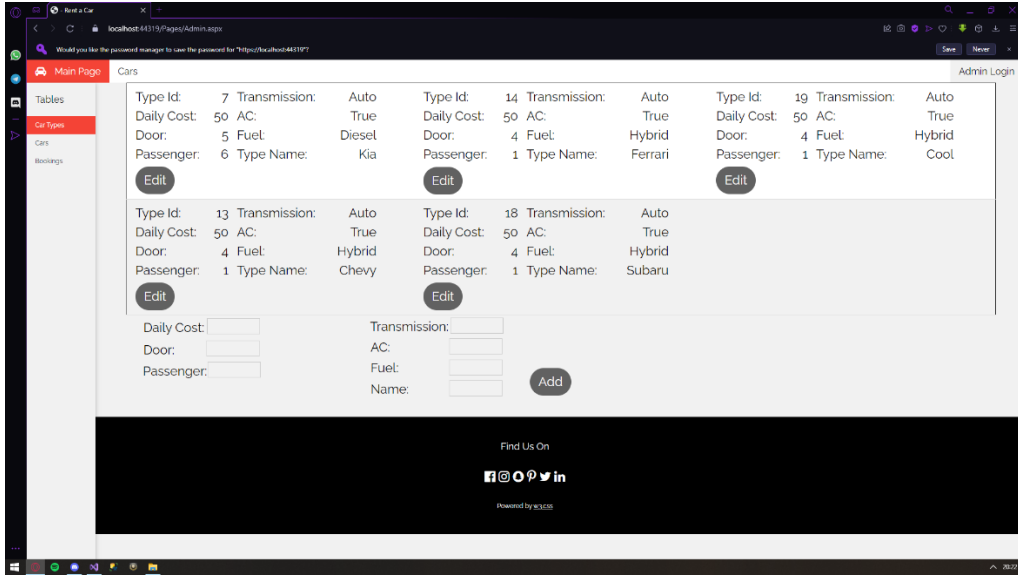 Rent a Car
localhost:44319/Pages/Admin.aspx
Would you like the password manager to save the password for "https://localhost:44319"?
Save Never
Main Page Cars Admin Login
Tables
Car Types
Cars
Bookings
Type Id: 7 Transmission: Auto Type Id: 14 Transmission: Auto Type Id: 19 Transmission: Auto
Daily Cost: 50 AC: True Daily Cost: 50 AC: True Daily Cost: 50 AC: True
Door: 5 Fuel: Diesel Door: 4 Fuel: Hybrid Door: 4 Fuel: Hybrid
Passenger: 6 Type Name: Kia Passenger: 1 Type Name: Ferrari Passenger: 1 Type Name: Cool
Edit Edit Edit
Type Id: 13 Transmission: Auto Type Id: 18 Transmission: Auto
Daily Cost: 50 AC: True Daily Cost: 50 AC: True
Door: 4 Fuel: Hybrid Door: 4 Fuel: Hybrid
Passenger: 1 Type Name: Chevy Passenger: 1 Type Name: Subaru
Edit Edit
Daily Cost: Transmission:
Door: AC:
Passenger: Fuel:
Name: Add
Find Us On
Powered by w3.css
20:22